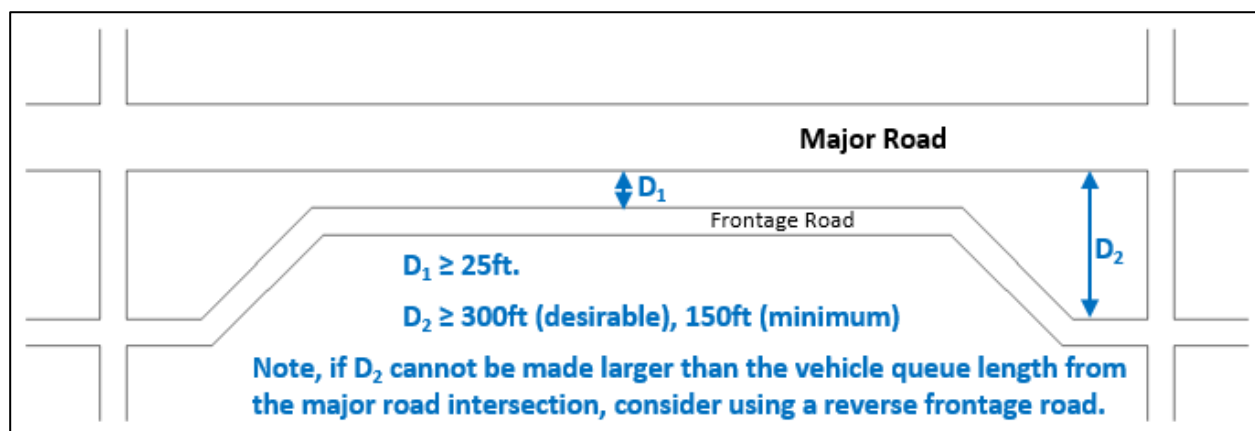 Major Road
D₁
Frontage Road
D₂
D₁ ≥ 25ft.
D₂ ≥ 300ft (desirable), 150ft (minimum)
Note, if D₂ cannot be made larger than the vehicle queue length from
the major road intersection, consider using a reverse frontage road.